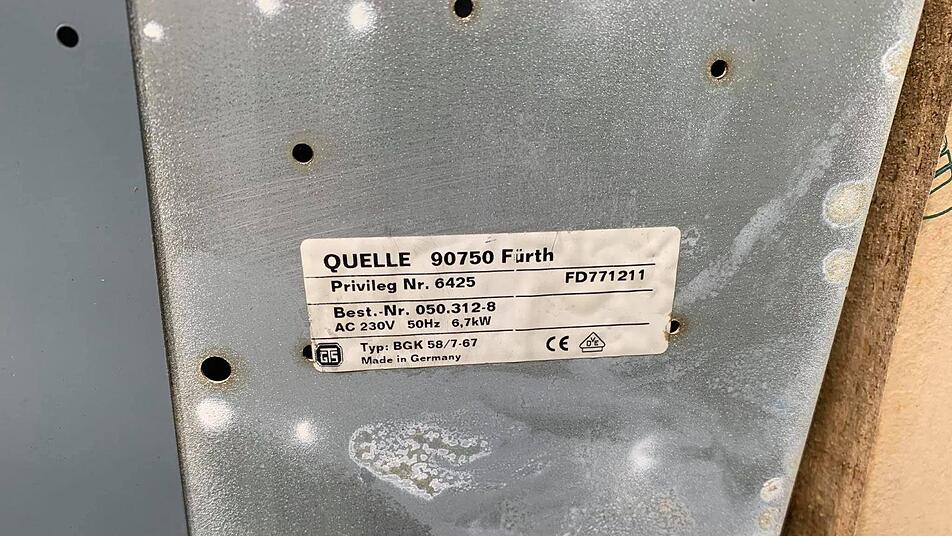 QUELLE 90750 Fürth
Privileg Nr. 6425 FD771211
Best.-Nr. 050.312-8
AC 230V 50Hz 6,7kW
Typ: BGK 58/7-67
Made in Germany
GS
CE
DVE